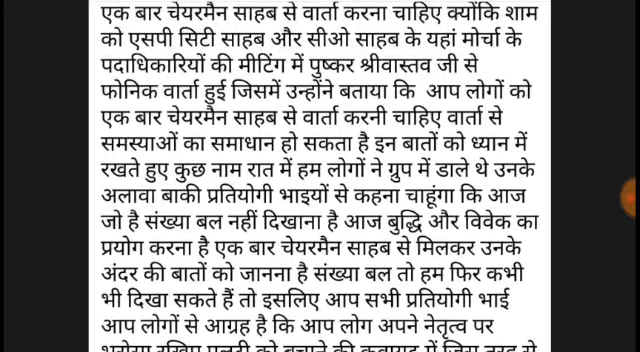 एक बार चेयरमैन साहब से वार्ता करना चाहिए क्योंकि शाम
को एसपी सिटी साहब और सीओ साहब के यहां मोर्चा के
पदाधिकारियों की मीटिंग में पुष्कर श्रीवास्तव जी से
फोनिक वार्ता हुई जिसमें उन्होंने बताया कि आप लोगों को
एक बार चेयरमैन साहब से वार्ता करनी चाहिए वार्ता से
समस्याओं का समाधान हो सकता है इन बातों को ध्यान में
रखते हुए कुछ नाम रात में हम लोगों ने ग्रुप में डाले थे उनके
अलावा बाकी प्रतियोगी भाइयों से कहना चाहूंगा कि आज
जो है संख्या बल नहीं दिखाना है आज बुद्धि और विवेक का
प्रयोग करना है एक बार चेयरमैन साहब से मिलकर उनके
अंदर की बातों को जानना है संख्या बल तो हम फिर कभी
भी दिखा सकते हैं तो इसलिए आप सभी प्रतियोगी भाई
आप लोगों से आग्रह है कि आप लोग अपने नेतृत्व पर